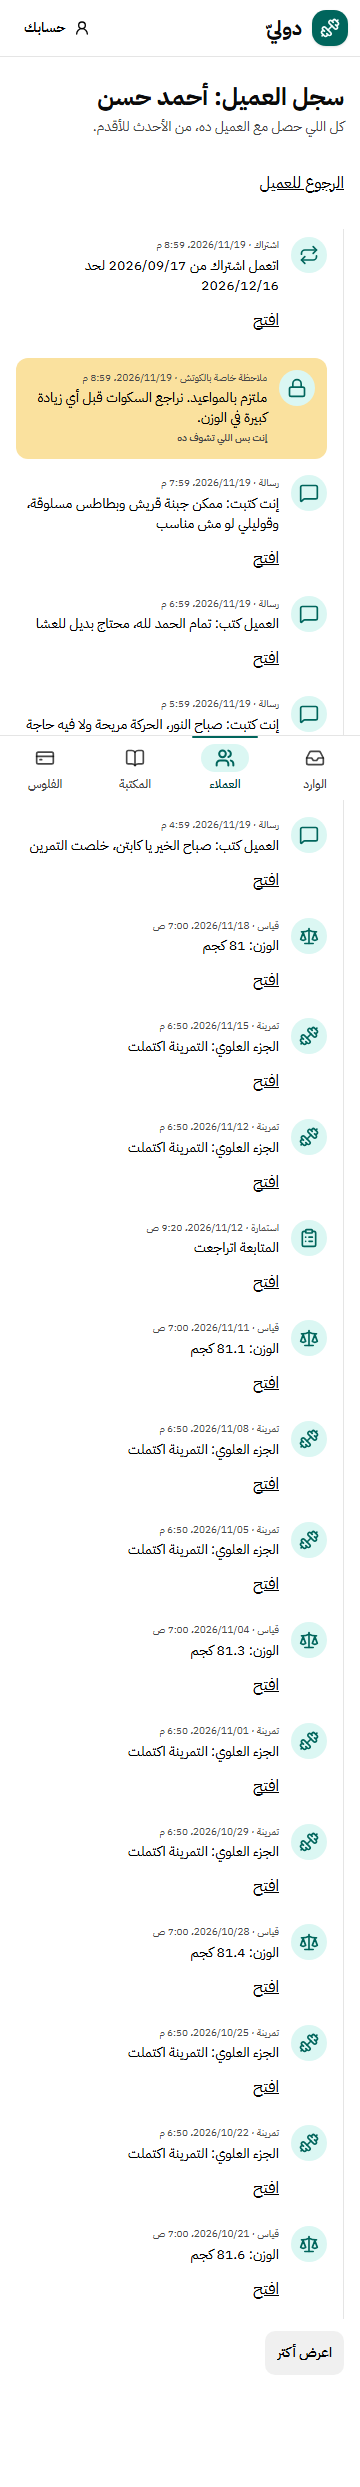 دوليّ
حسابك
سجل العميل: أحمد حسن
كل اللي حصل مع العميل ده، من الأحدث للأقدم.
الرجوع للعميل
اشتراك · 2026/11/19، 8:59 م
اتعمل اشتراك من 2026/09/17 لحد
2026/12/16
افتح
ملاحظة خاصة بالكوتش · 2026/11/19، 8:59 م
ملتزم بالمواعيد. نراجع السكوات قبل أي زيادة
كبيرة في الوزن.
إنت بس اللي تشوف ده
رسالة · 2026/11/19، 7:59 م
إنت كتبت: ممكن جبنة قريش وبطاطس مسلوقة،
وقوليلي لو مش مناسب
افتح
رسالة · 2026/11/19، 6:59 م
العميل كتب: تمام الحمد لله، محتاج بديل للعشا
افتح
رسالة · 2026/11/19، 5:59 م
إنت كتبت: صباح النور، الحركة مريحة ولا فيه حاجة
الوارد
العملاء
المكتبة
الفلوس
رسالة · 2026/11/19، 4:59 م
العميل كتب: صباح الخير يا كابتن، خلصت التمرين
افتح
قياس · 2026/11/18، 7:00 ص
الوزن: 81 كجم
افتح
تمرينة · 2026/11/15، 6:50 م
الجزء العلوي: التمرينة اكتملت
افتح
تمرينة · 2026/11/12، 6:50 م
الجزء العلوي: التمرينة اكتملت
افتح
استمارة · 2026/11/12، 9:20 ص
المتابعة اتراجعت
افتح
قياس · 2026/11/11، 7:00 ص
الوزن: 81.1 كجم
افتح
تمرينة · 2026/11/08، 6:50 م
الجزء العلوي: التمرينة اكتملت
افتح
تمرينة · 2026/11/05، 6:50 م
الجزء العلوي: التمرينة اكتملت
افتح
قياس · 2026/11/04، 7:00 ص
الوزن: 81.3 كجم
افتح
تمرينة · 2026/11/01، 6:50 م
الجزء العلوي: التمرينة اكتملت
افتح
تمرينة · 2026/10/29، 6:50 م
الجزء العلوي: التمرينة اكتملت
افتح
قياس · 2026/10/28، 7:00 ص
الوزن: 81.4 كجم
افتح
تمرينة · 2026/10/25، 6:50 م
الجزء العلوي: التمرينة اكتملت
افتح
تمرينة · 2026/10/22، 6:50 م
الجزء العلوي: التمرينة اكتملت
افتح
قياس · 2026/10/21، 7:00 ص
الوزن: 81.6 كجم
افتح
اعرض أكتر